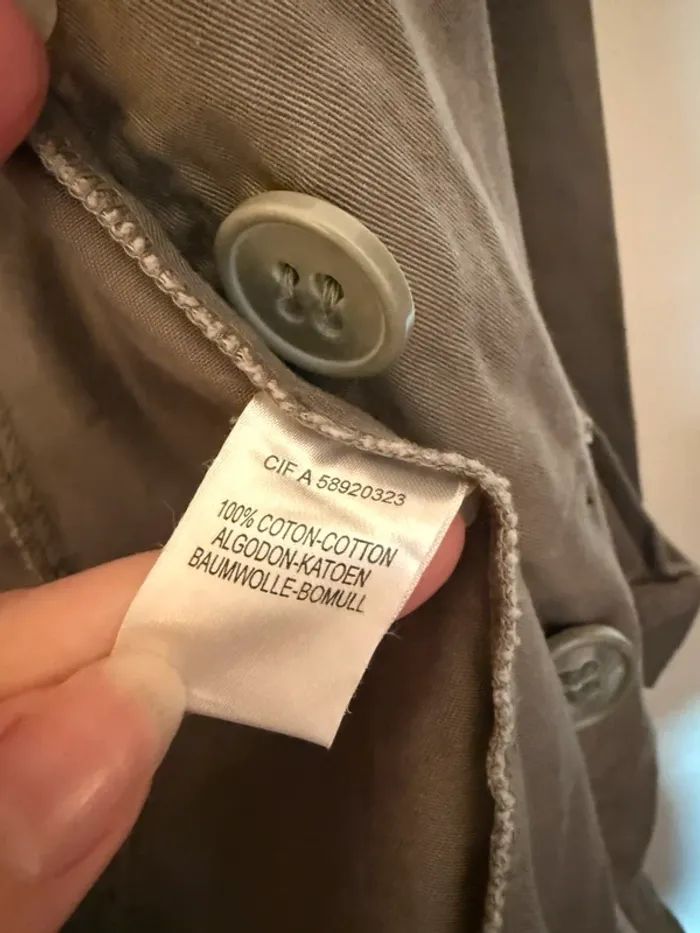 CIF A 58920323
100% COTON-COTTON
ALGODON-KATOEN
BAUMWOLLE-BOMULL